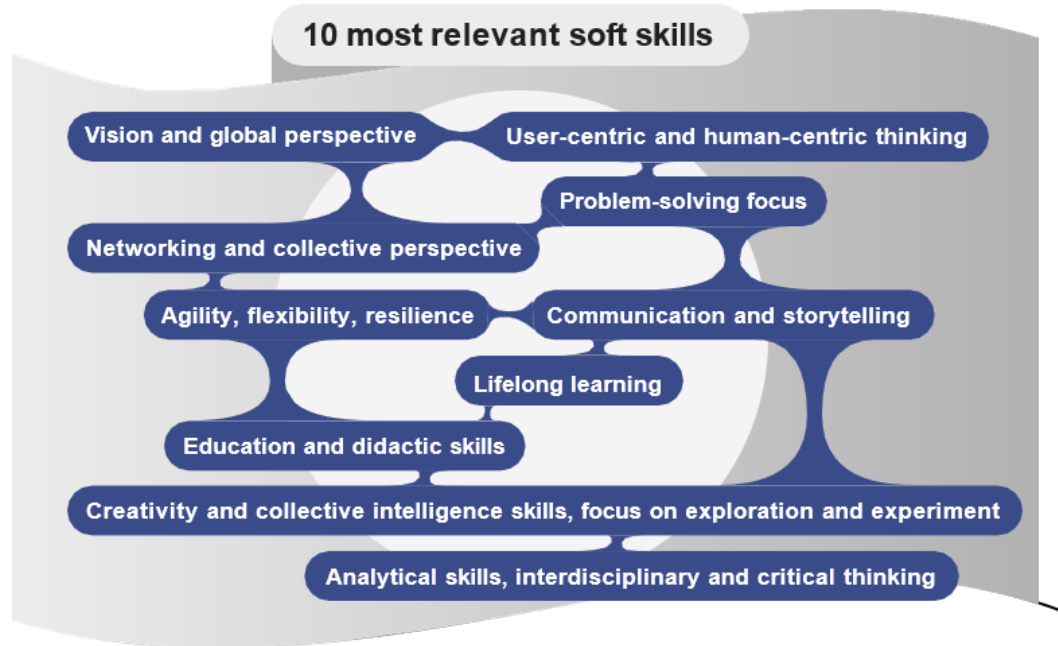 10 most relevant soft skills
Vision and global perspective
User-centric and human-centric thinking
Problem-solving focus
Networking and collective perspective
Agility, flexibility, resilience
Communication and storytelling
Lifelong learning
Education and didactic skills
Creativity and collective intelligence skills, focus on exploration and experiment
Analytical skills, interdisciplinary and critical thinking